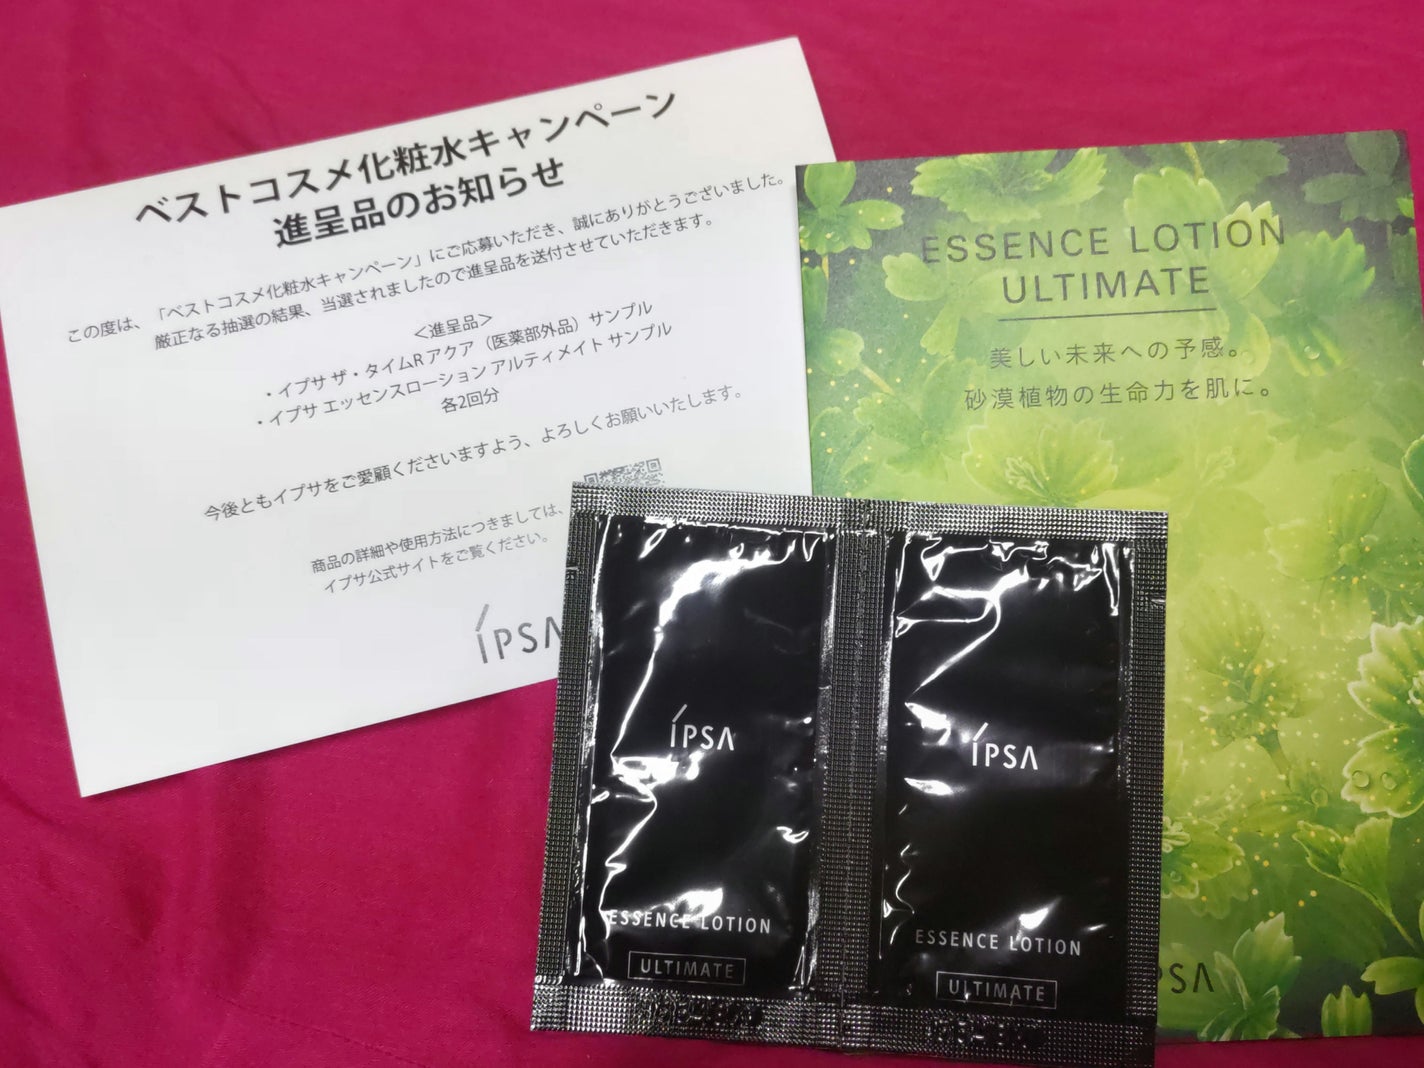 ベストコスメ化粧水キャンペーン
進呈品のお知らせ
この度は、「ベストコスメ化粧水キャンペーン」にご応募いただき、誠にありがとうございました。
厳正なる抽選の結果、当選されましたので進呈品を送付させていただきます。
＜進呈品＞
・イプサ ザ・タイムR アクア（医薬部外品）サンプル
・イプサ エッセンスローション アルティメイト サンプル
各2回分
今後ともイプサをご愛顧くださいますよう、よろしくお願いいたします。
商品の詳細や使用方法につきましては、
イプサ公式サイトをご覧ください。
IPSA
ESSENCE LOTION
ULTIMATE
美しい未来への予感。
砂漠植物の生命力を肌に。
PSA
IPSA
ESSENCE LOTION
ULTIMATE
IPSA
ESSENCE LOTION
ULTIMATE